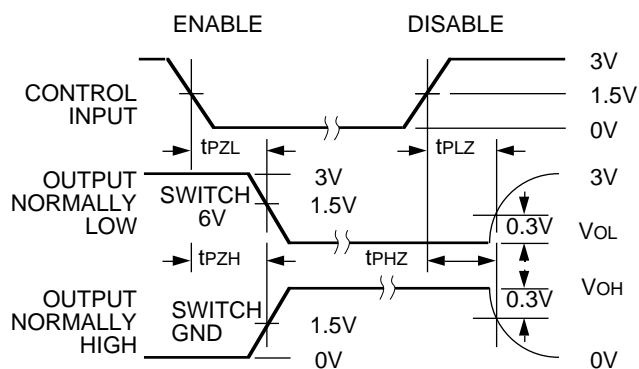 ENABLE DISABLE
3V
CONTROL INPUT
1.5V
0V
tPZL
tPLZ
OUTPUT NORMALLY LOW
SWITCH 6V
3V
1.5V
3V
0.3V
VOL
tPZH
tPHZ
OUTPUT NORMALLY HIGH
SWITCH GND
1.5V
0V
0.3V
VOH
0V